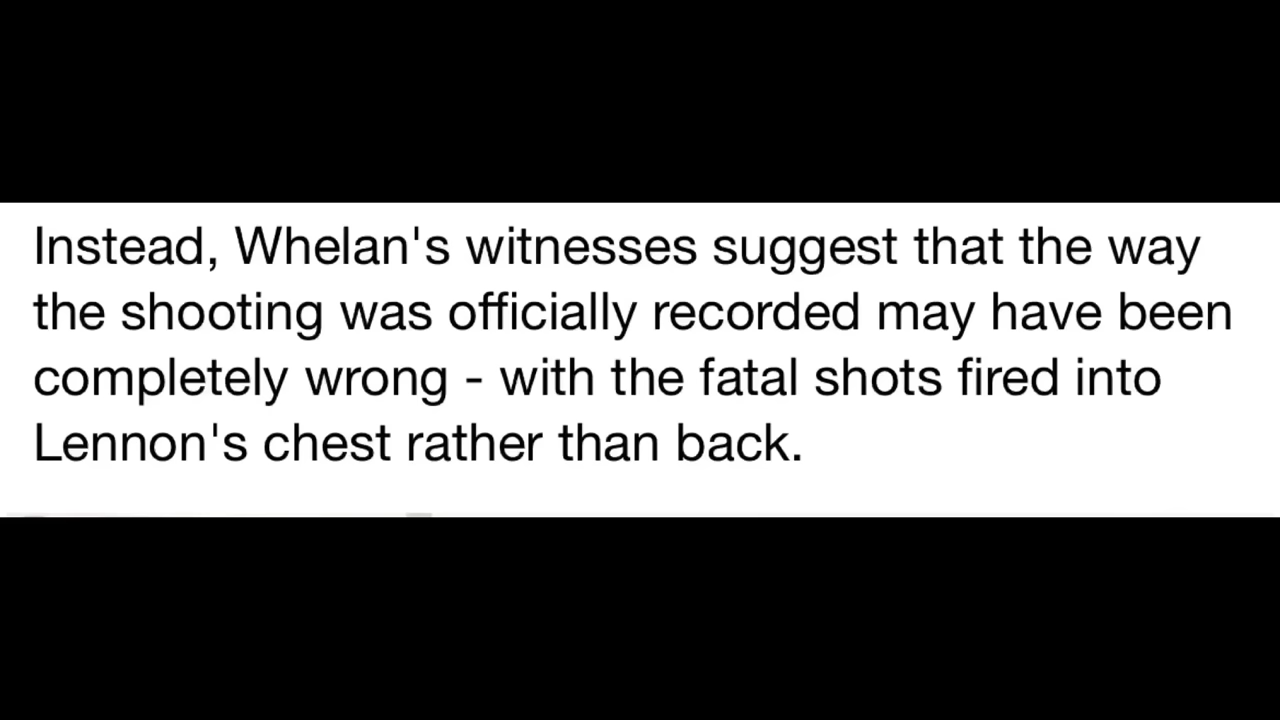 Instead, Whelan's witnesses suggest that the way
the shooting was officially recorded may have been
completely wrong - with the fatal shots fired into
Lennon's chest rather than back.